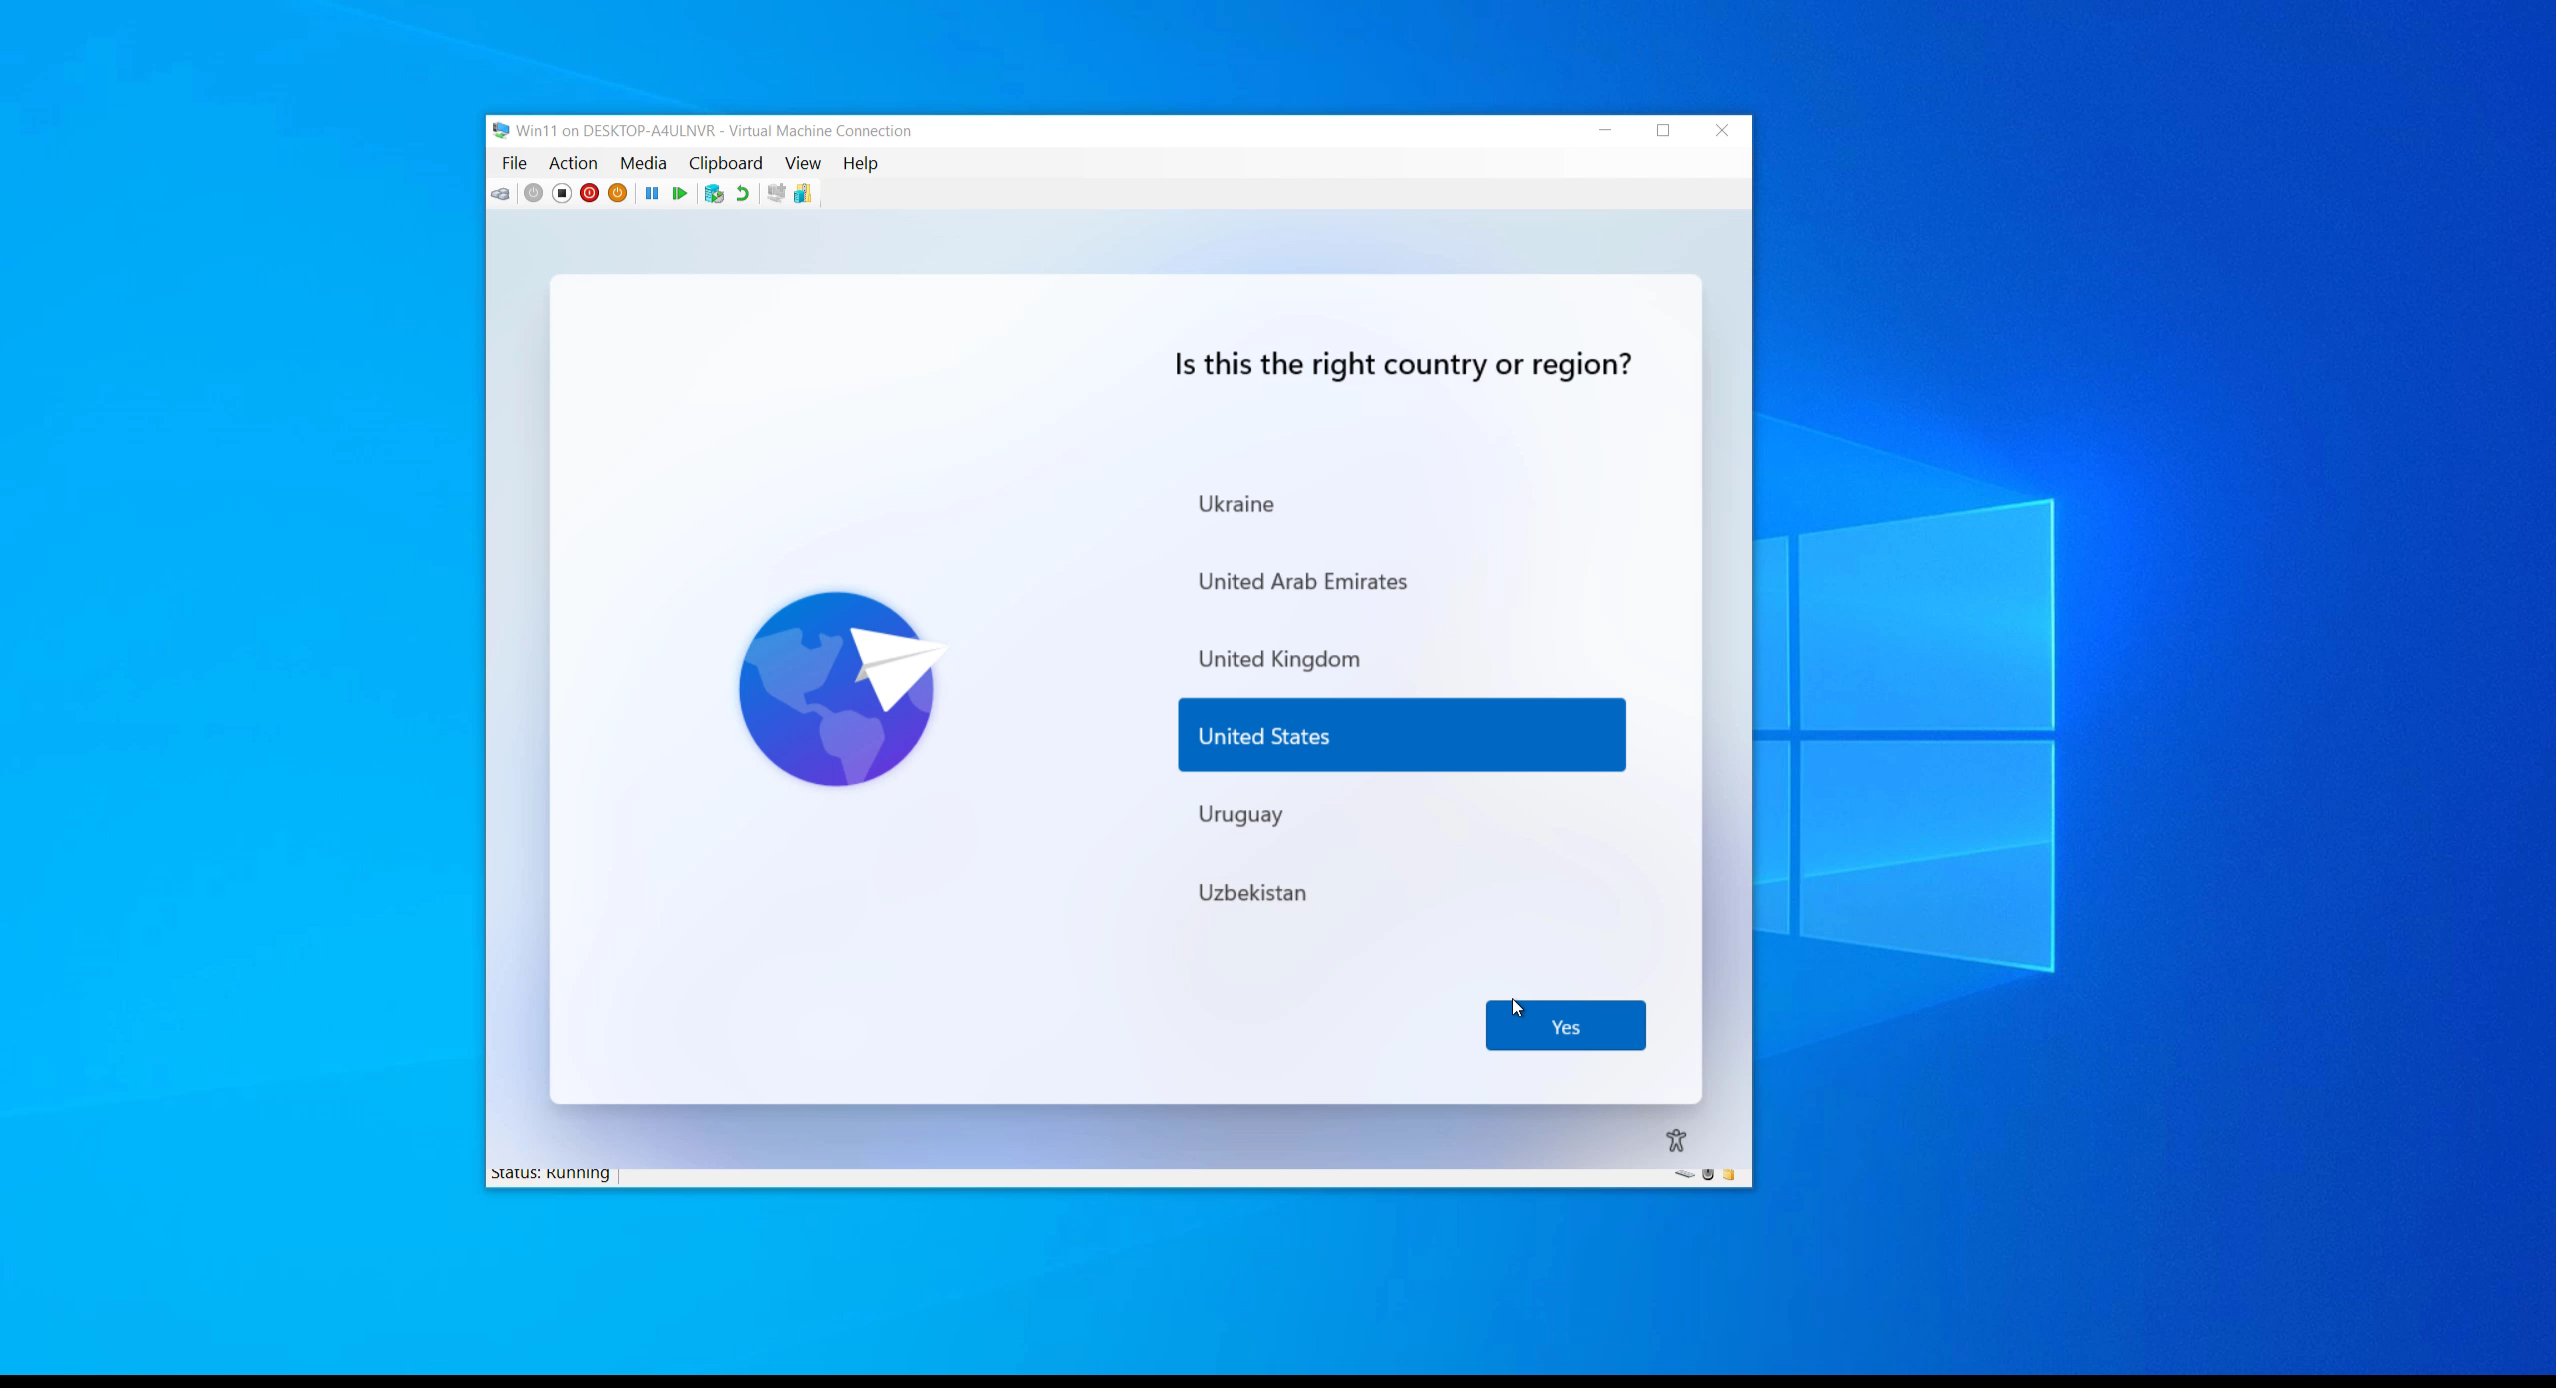 Win11 on DESKTOP-A4ULNVR - Virtual Machine Connection
File Action Media Clipboard View Help
Is this the right country or region?
Ukraine
United Arab Emirates
United Kingdom
United States
Uruguay
Uzbekistan
Yes
Status: Running